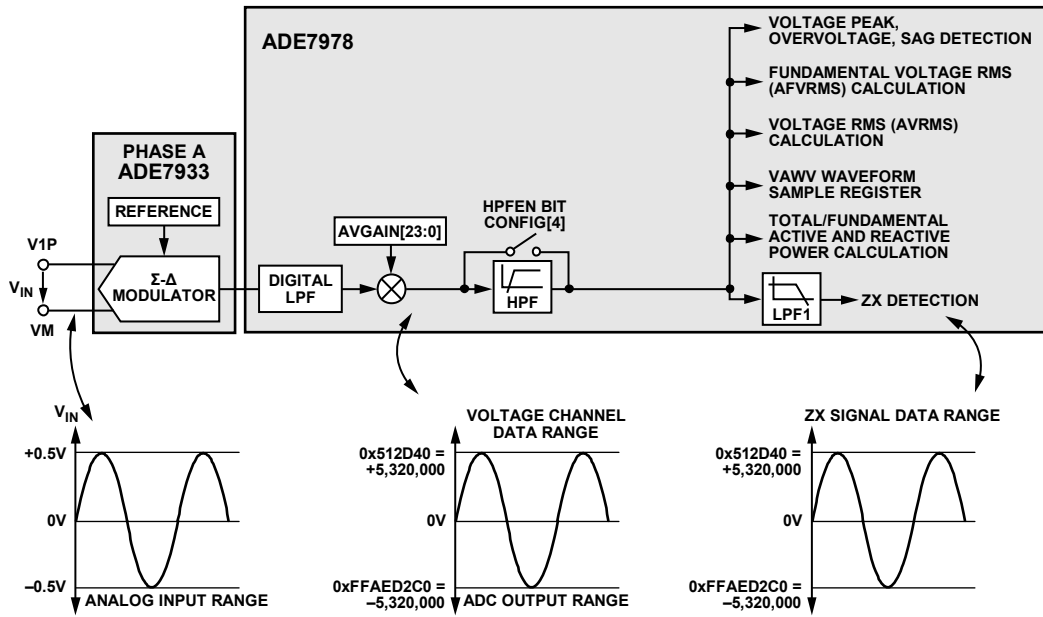 ADE7978
VOLTAGE PEAK,
OVERVOLTAGE, SAG DETECTION
FUNDAMENTAL VOLTAGE RMS
(AFVRMS) CALCULATION
VOLTAGE RMS (AVRMS)
CALCULATION
VAWV WAVEFORM
SAMPLE REGISTER
TOTAL/FUNDAMENTAL
ACTIVE AND REACTIVE
POWER CALCULATION
ZX DETECTION
LPF1
PHASE A
ADE7933
REFERENCE
V1P
VIN
VM
Σ-Δ
MODULATOR
DIGITAL
LPF
AVGAIN[23:0]
HPFEN BIT
CONFIG[4]
HPF
VIN
+0.5V
0V
–0.5V
ANALOG INPUT RANGE
VOLTAGE CHANNEL
DATA RANGE
0x512D40 =
+5,320,000
0V
0xFFAED2C0 =
–5,320,000
ADC OUTPUT RANGE
ZX SIGNAL DATA RANGE
0x512D40 =
+5,320,000
0V
0xFFAED2C0 =
–5,320,000